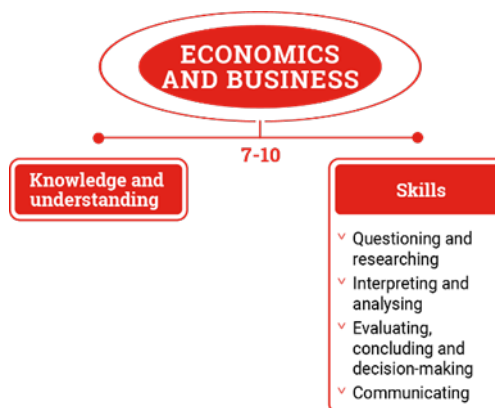 ECONOMICS
AND BUSINESS
7-10
Knowledge and
understanding
Skills
Questioning and
researching
Interpreting and
analysing
Evaluating,
concluding and
decision-making
Communicating